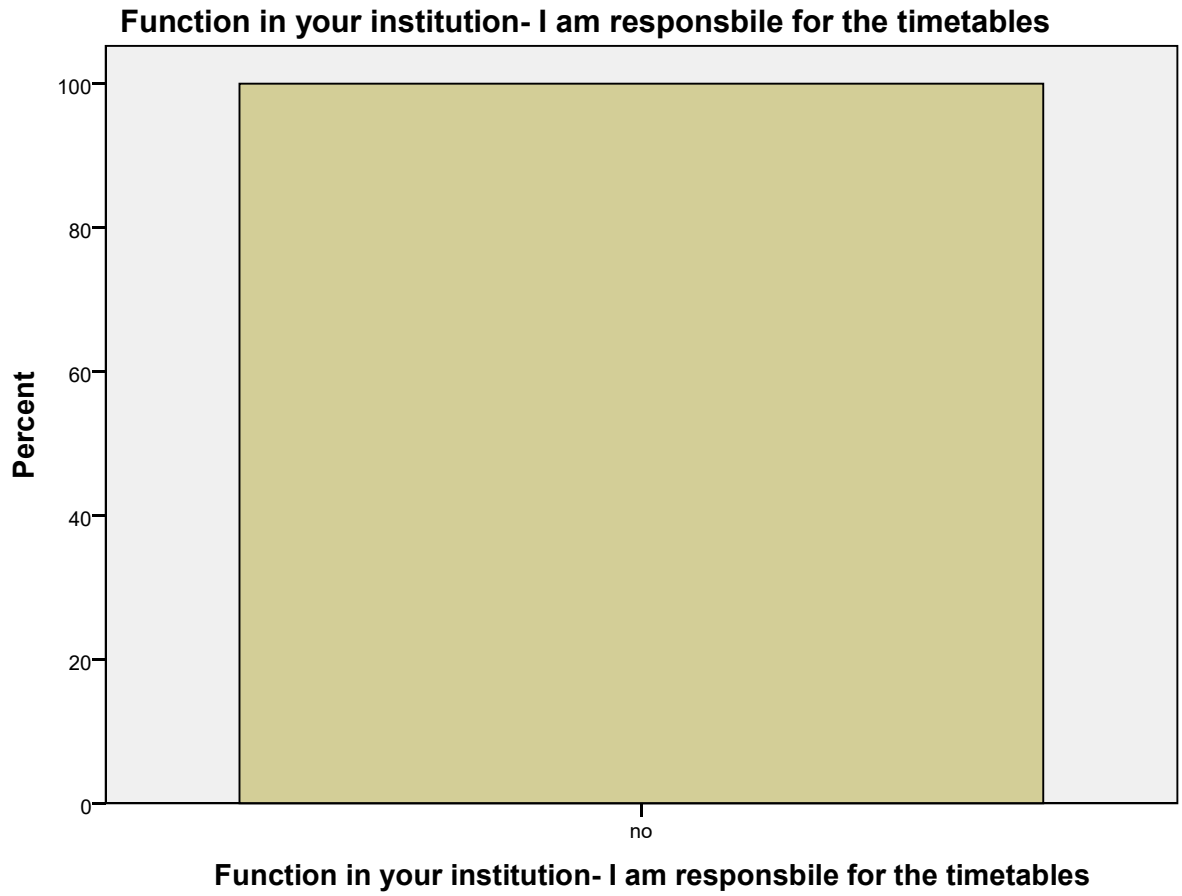 Function in your institution- I am responsbile for the timetables
100
80
60
40
20
0
Percent
no
Function in your institution- I am responsbile for the timetables